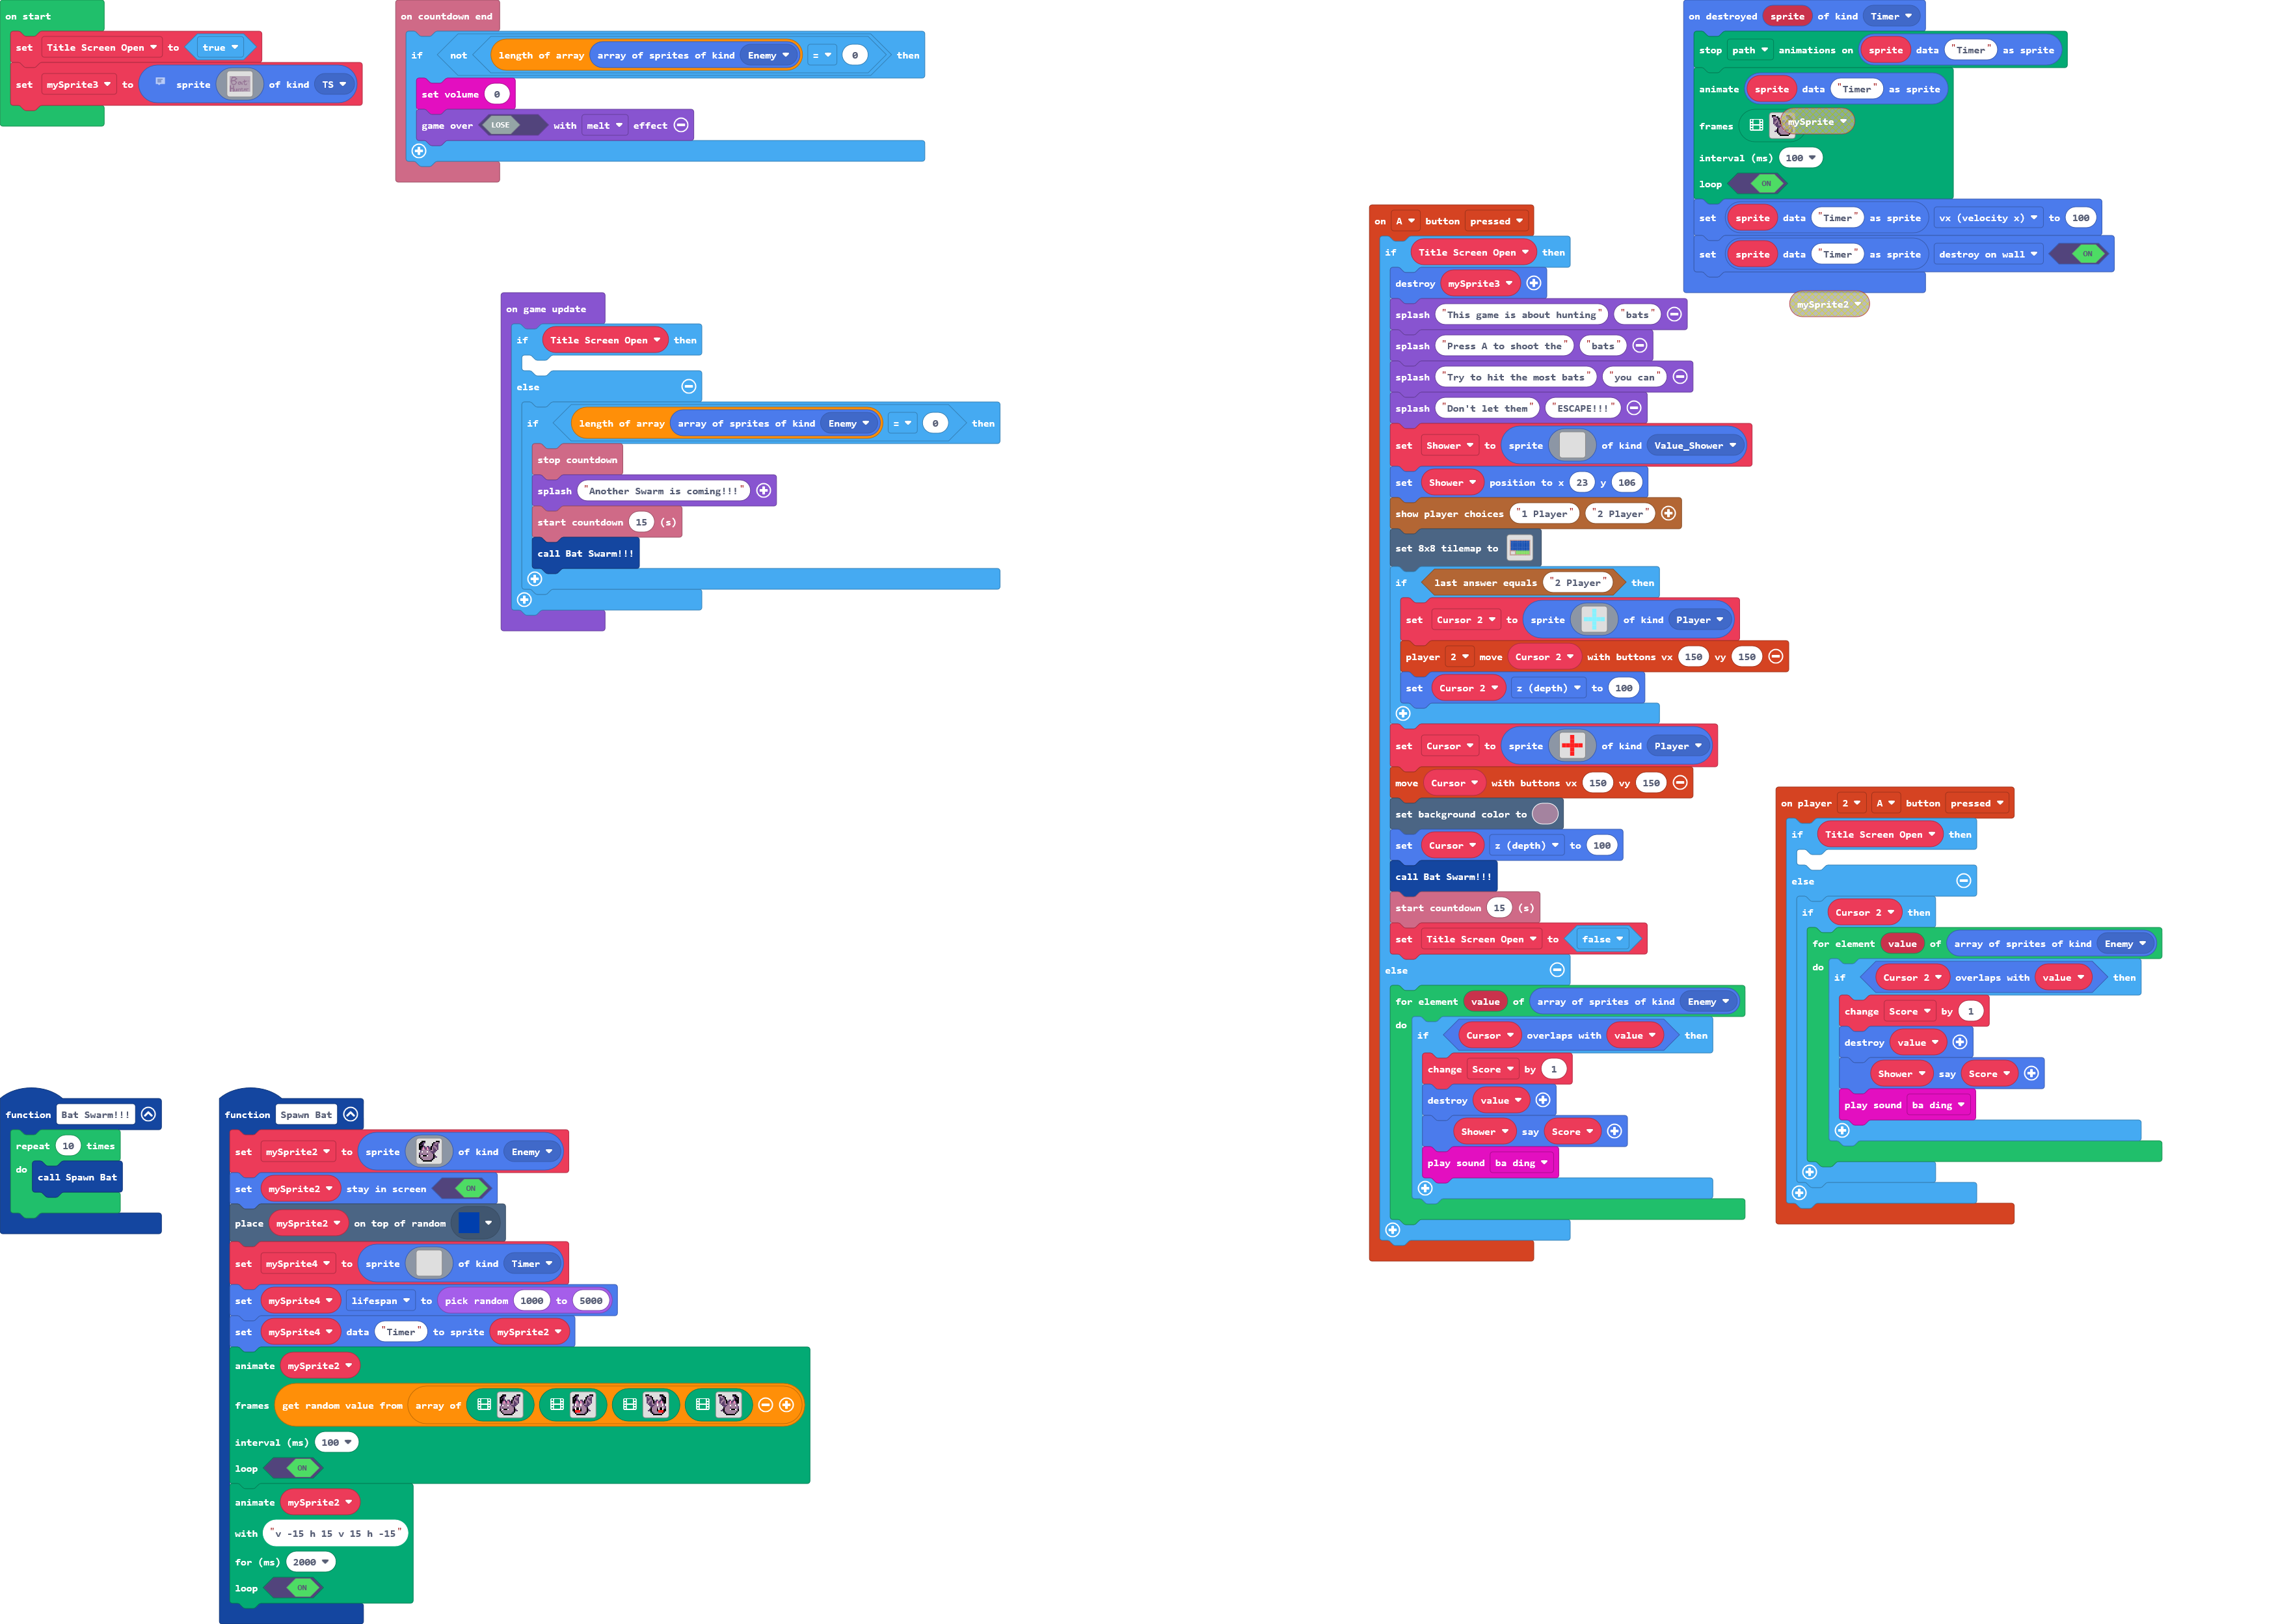 on start
set Title Screen Open to true
set mySprite3 to sprite of kind TS
on countdown end
if not length of array array of sprites of kind Enemy = 0 then
set volume 0
game over LOSE with melt effect
on destroyed sprite of kind Timer
stop path animations on sprite data "Timer" as sprite
animate sprite data "Timer" as sprite
frames
mySprite
interval (ms) 100
loop ON
set sprite data "Timer" as sprite vx (velocity x) to 100
set sprite data "Timer" as sprite destroy on wall ON
mySprite2
on game update
if Title Screen Open then
else
if length of array array of sprites of kind Enemy = 0 then
stop countdown
splash "Another Swarm is coming!!!"
start countdown 15 (s)
call Bat Swarm!!!
on A button pressed
if Title Screen Open then
destroy mySprite3
splash "This game is about hunting" "bats"
splash "Press A to shoot the" "bats"
splash "Try to hit the most bats" "you can"
splash "Don't let them" "ESCAPE!!!"
set Shower to sprite of kind Value_Shower
set Shower position to x 23 y 106
show player choices "1 Player" "2 Player"
set 8x8 tilemap to
if last answer equals "2 Player" then
set Cursor 2 to sprite of kind Player
player 2 move Cursor 2 with buttons vx 150 vy 150
set Cursor 2 z (depth) to 100
set Cursor to sprite of kind Player
move Cursor with buttons vx 150 vy 150
set background color to
set Cursor z (depth) to 100
call Bat Swarm!!!
start countdown 15 (s)
set Title Screen Open to false
else
for element value of array of sprites of kind Enemy
do
if Cursor overlaps with value then
change Score by 1
destroy value
Shower say Score
play sound ba ding
on player 2 A button pressed
if Title Screen Open then
else
if Cursor 2 then
for element value of array of sprites of kind Enemy
do
if Cursor 2 overlaps with value then
change Score by 1
destroy value
Shower say Score
play sound ba ding
function Bat Swarm!!!
repeat 10 times
do
call Spawn Bat
function Spawn Bat
set mySprite2 to sprite of kind Enemy
set mySprite2 stay in screen ON
place mySprite2 on top of random
set mySprite4 to sprite of kind Timer
set mySprite4 lifespan to pick random 1000 to 5000
set mySprite4 data "Timer" to sprite mySprite2
animate mySprite2
frames get random value from array of
interval (ms) 100
loop ON
animate mySprite2
with "v -15 h 15 v 15 h -15"
for (ms) 2000
loop ON